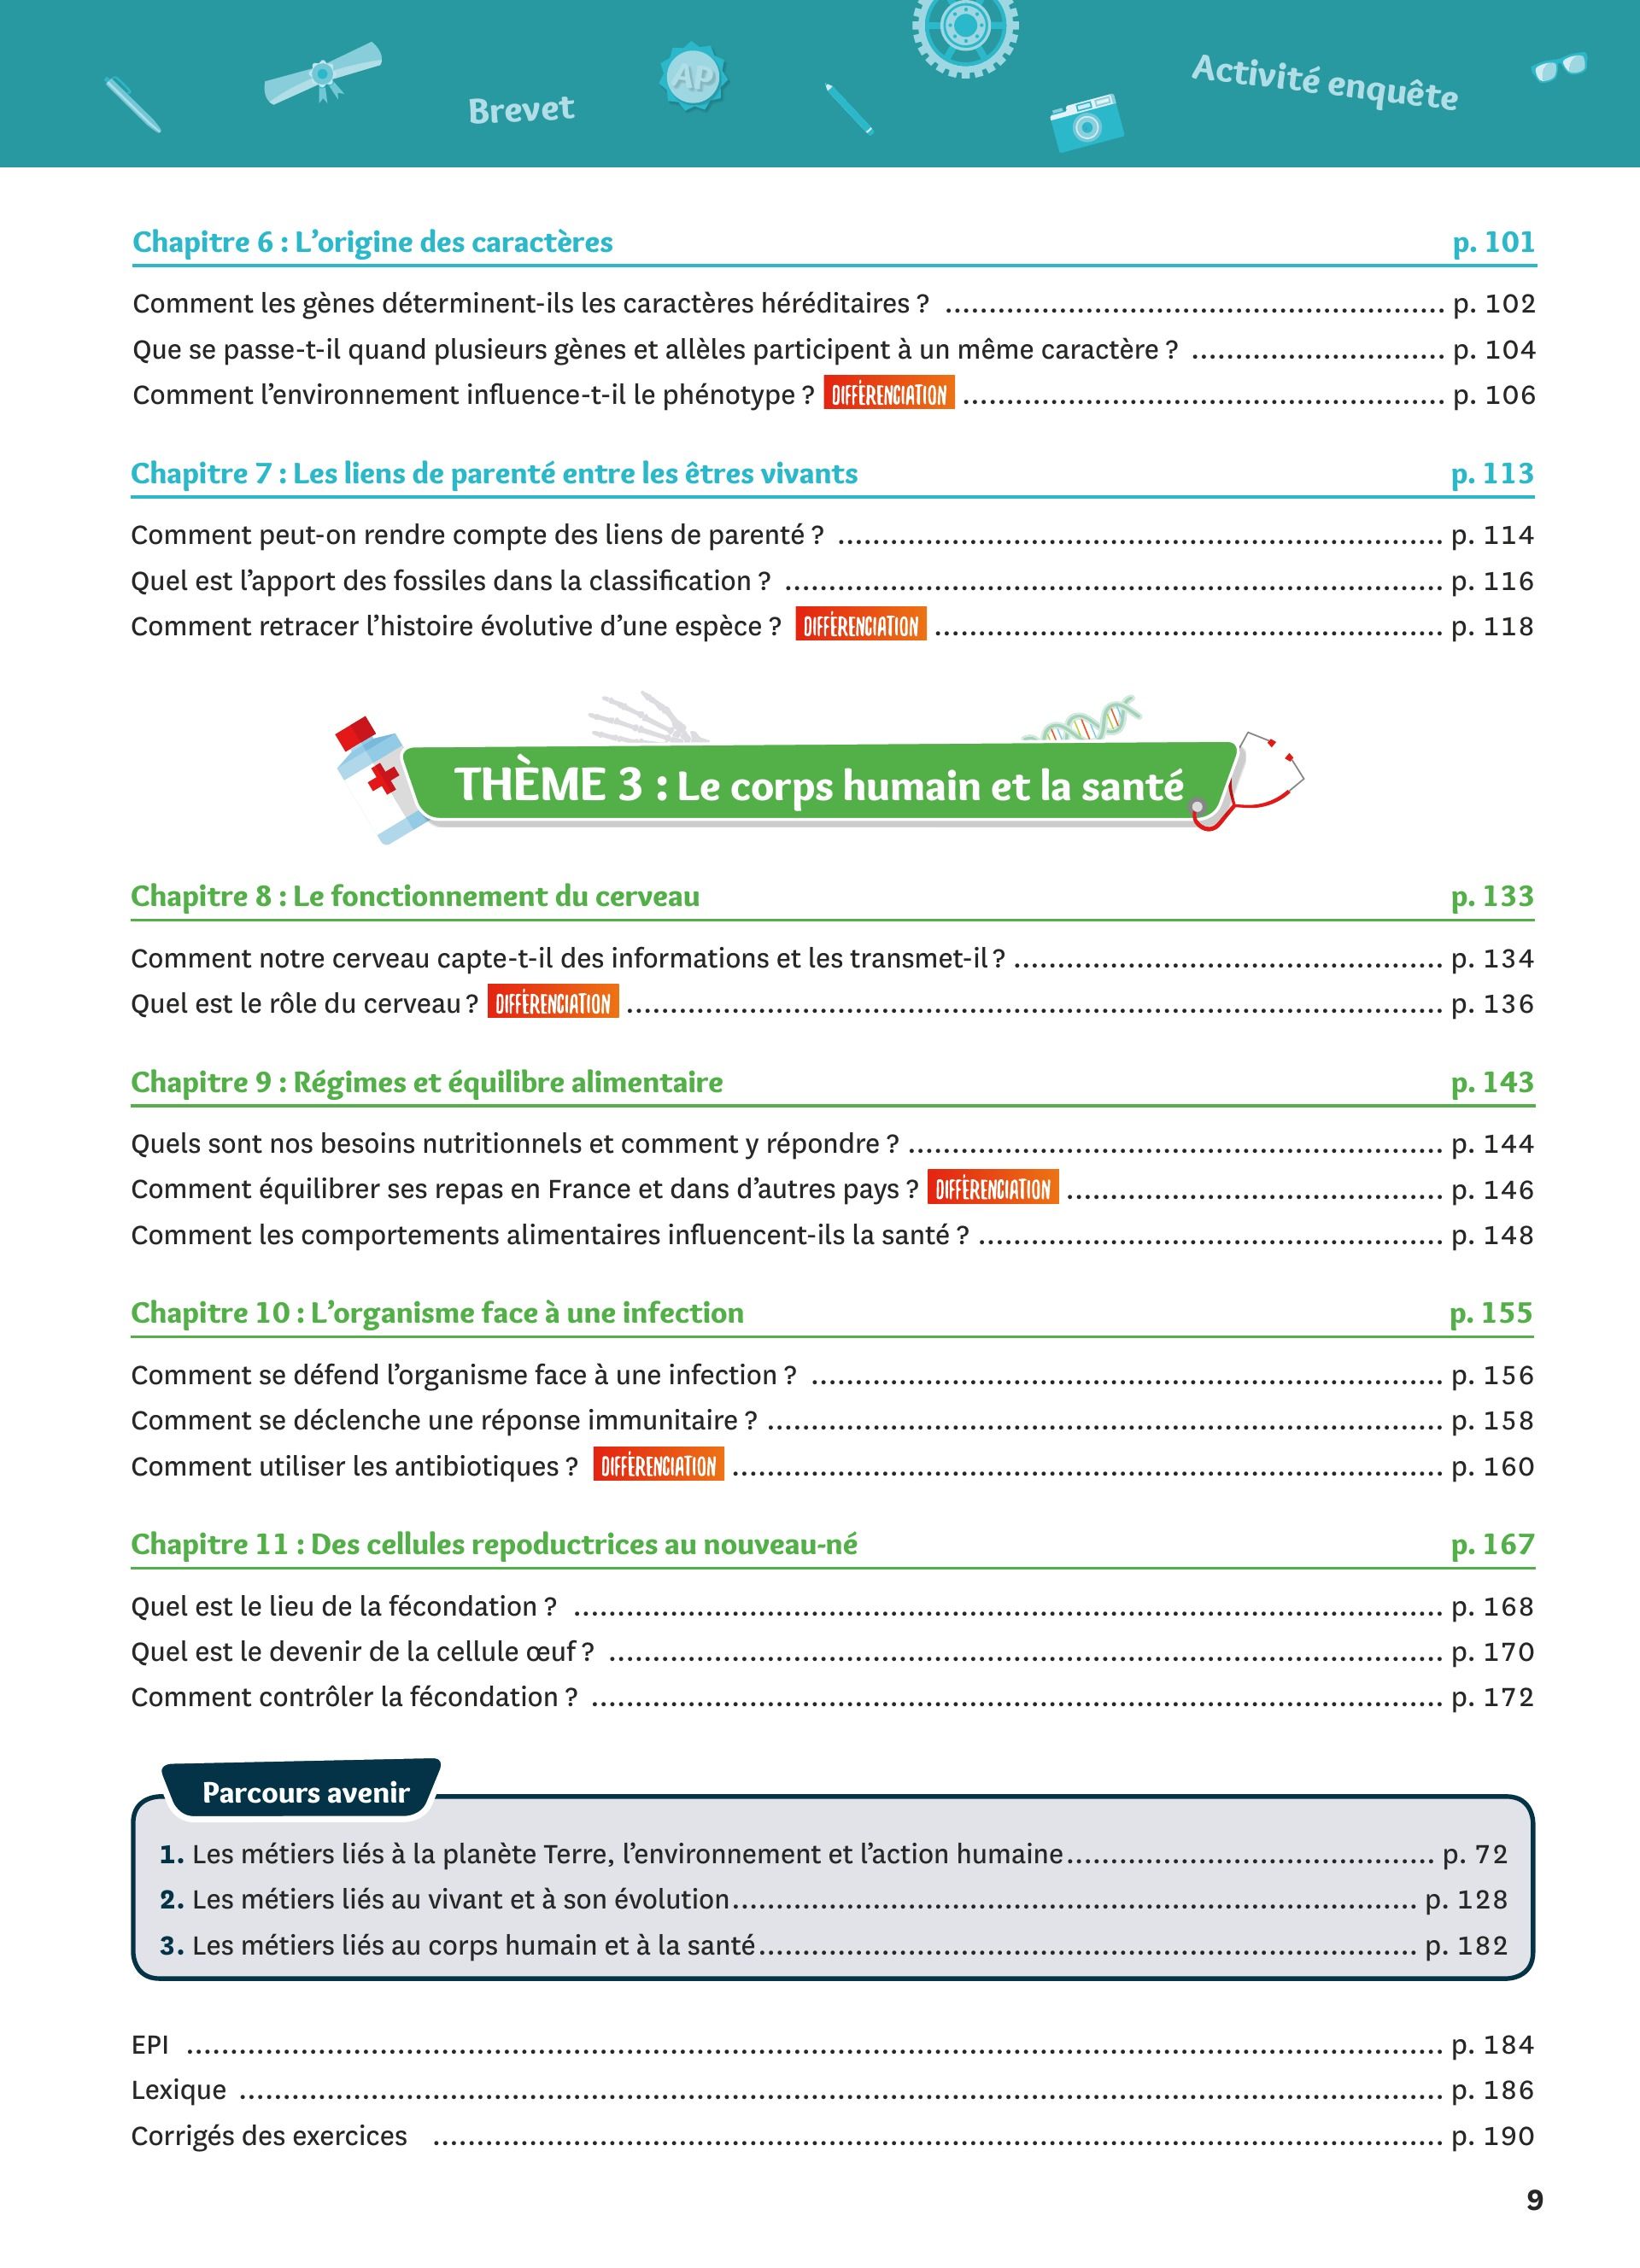 Brevet
AP
Activité enquête
Chapitre 6 : L’origine des caractères p. 101
Comment les gènes déterminent-ils les caractères héréditaires ? p. 102
Que se passe-t-il quand plusieurs gènes et allèles participent à un même caractère ? p. 104
Comment l’environnement influence-t-il le phénotype ? DIFFÉRENCIATION p. 106
Chapitre 7 : Les liens de parenté entre les êtres vivants p. 113
Comment peut-on rendre compte des liens de parenté ? p. 114
Quel est l’apport des fossiles dans la classification ? p. 116
Comment retracer l’histoire évolutive d’une espèce ? DIFFÉRENCIATION p. 118
THÈME 3 : Le corps humain et la santé
Chapitre 8 : Le fonctionnement du cerveau p. 133
Comment notre cerveau capte-t-il des informations et les transmet-il ? p. 134
Quel est le rôle du cerveau ? DIFFÉRENCIATION p. 136
Chapitre 9 : Régimes et équilibre alimentaire p. 143
Quels sont nos besoins nutritionnels et comment y répondre ? p. 144
Comment équilibrer ses repas en France et dans d’autres pays ? DIFFÉRENCIATION p. 146
Comment les comportements alimentaires influencent-ils la santé ? p. 148
Chapitre 10 : L’organisme face à une infection p. 155
Comment se défend l’organisme face à une infection ? p. 156
Comment se déclenche une réponse immunitaire ? p. 158
Comment utiliser les antibiotiques ? DIFFÉRENCIATION p. 160
Chapitre 11 : Des cellules repoductrices au nouveau-né p. 167
Quel est le lieu de la fécondation ? p. 168
Quel est le devenir de la cellule œuf ? p. 170
Comment contrôler la fécondation ? p. 172
Parcours avenir
1. Les métiers liés à la planète Terre, l’environnement et l’action humaine p. 72
2. Les métiers liés au vivant et à son évolution p. 128
3. Les métiers liés au corps humain et à la santé p. 182
EPI p. 184
Lexique p. 186
Corrigés des exercices p. 190
9